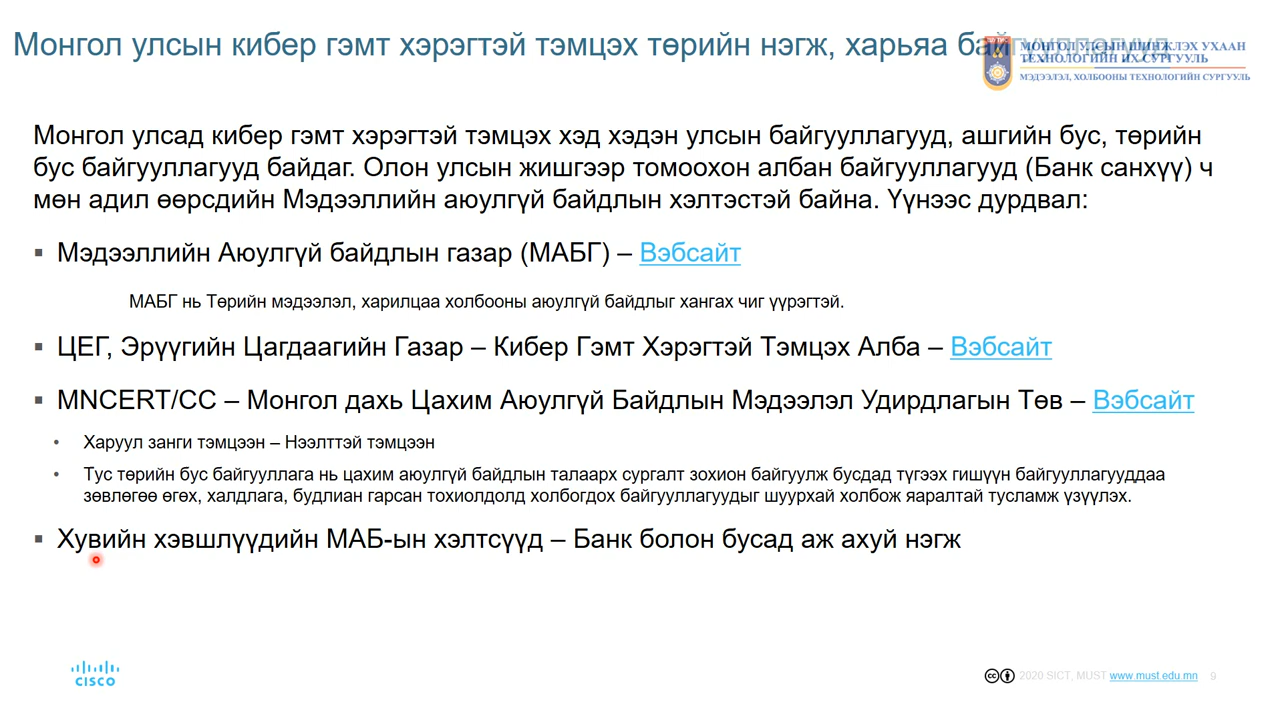 Монгол улсын кибер гэмт хэрэгтэй тэмцэх төрийн нэгж, харьяа байгууллагууд
МОНГОЛ УЛСЫН ШИНЖЛЭХ УХААН
ТЕХНОЛОГИЙН ИХ СУРГУУЛЬ
МЭДЭЭЛЭЛ, ХОЛБООНЫ ТЕХНОЛОГИЙН СУРГУУЛЬ
Монгол улсад кибер гэмт хэрэгтэй тэмцэх хэд хэдэн улсын байгууллагууд, ашгийн бус, төрийн
бус байгууллагууд байдаг. Олон улсын жишгээр томоохон албан байгууллагууд (Банк санхүү) ч
мөн адил өөрсдийн Мэдээллийн аюулгүй байдлын хэлтэстэй байна. Үүнээс дурдвал:
▪ Мэдээллийн Аюулгүй байдлын газар (МАБГ) – Вэбсайт
МАБГ нь Төрийн мэдээлэл, харилцаа холбооны аюулгүй байдлыг хангах чиг үүрэгтэй.
▪ ЦЕГ, Эрүүгийн Цагдаагийн Газар – Кибер Гэмт Хэрэгтэй Тэмцэх Алба – Вэбсайт
▪ MNCERT/CC – Монгол дахь Цахим Аюулгүй Байдлын Мэдээлэл Удирдлагын Төв – Вэбсайт
• Харуул занги тэмцээн – Нээлттэй тэмцээн
• Тус төрийн бус байгууллага нь цахим аюулгүй байдлын талаарх сургалт зохион байгуулж бусдад түгээх гишүүн байгууллагууддаа
зөвлөгөө өгөх, халдлага, будлиан гарсан тохиолдолд холбогдох байгууллагуудыг шуурхай холбож яаралтай тусламж үзүүлэх.
▪ Хувийн хэвшлүүдийн МАБ-ын хэлтсүүд – Банк болон бусад аж ахуй нэгж
CISCO
2020 SICT, MUST www.must.edu.mn 9